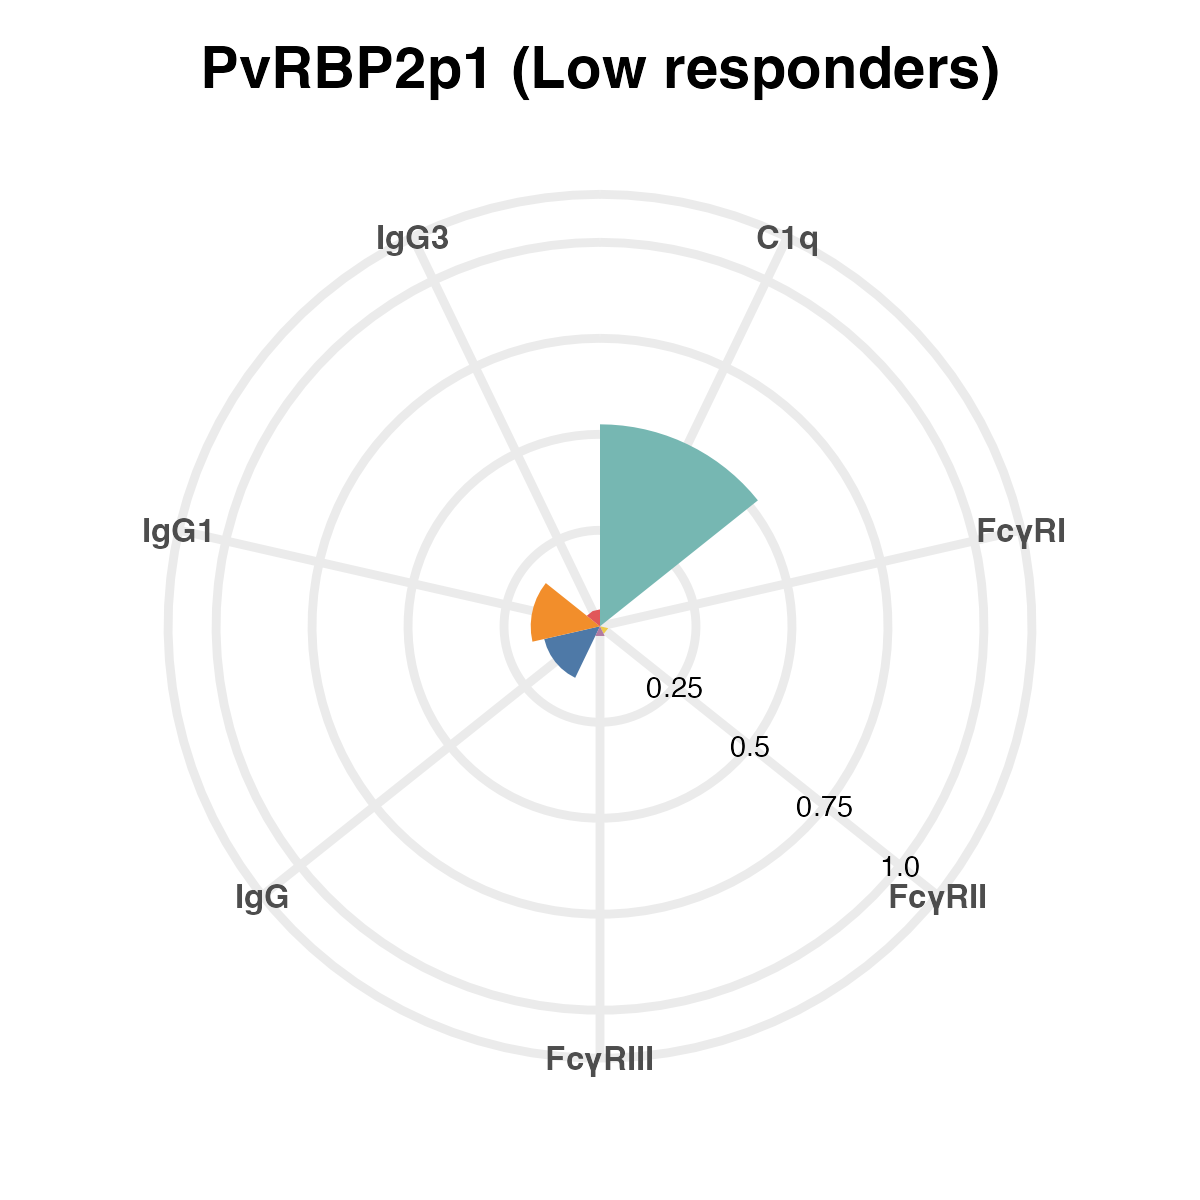 PvRBP2p1 (Low responders)
IgG3
C1q
IgG1
FcγRI
0.25
0.5
0.75
1.0
IgG
FcγRII
FcγRIII